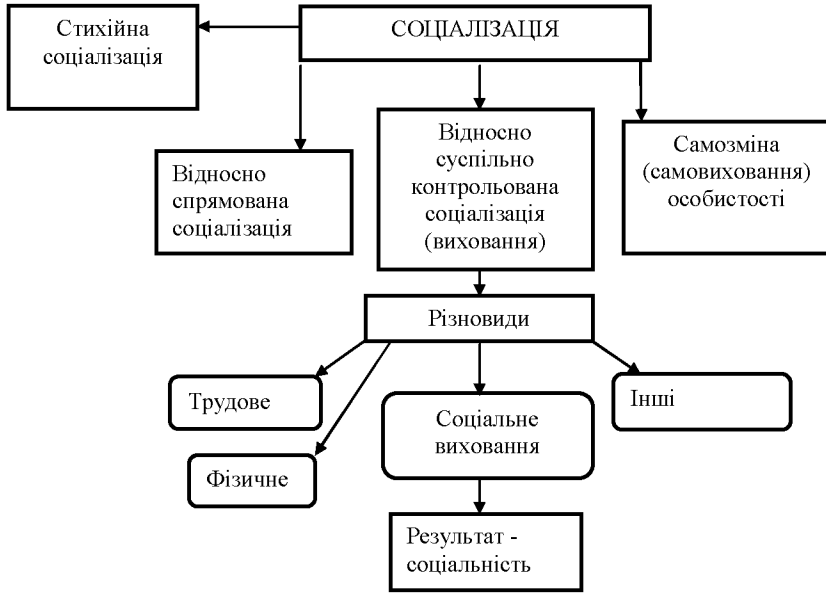 Стихійна
соціалізація
СОЦІАЛІЗАЦІЯ
Відносно
спрямована
соціалізація
Відносно
суспільно
контрольована
соціалізація
(виховання)
Самозміна
(самовиховання)
особистості
Різновиди
Трудове
Фізичне
Соціальне
виховання
Інші
Результат -
соціальність